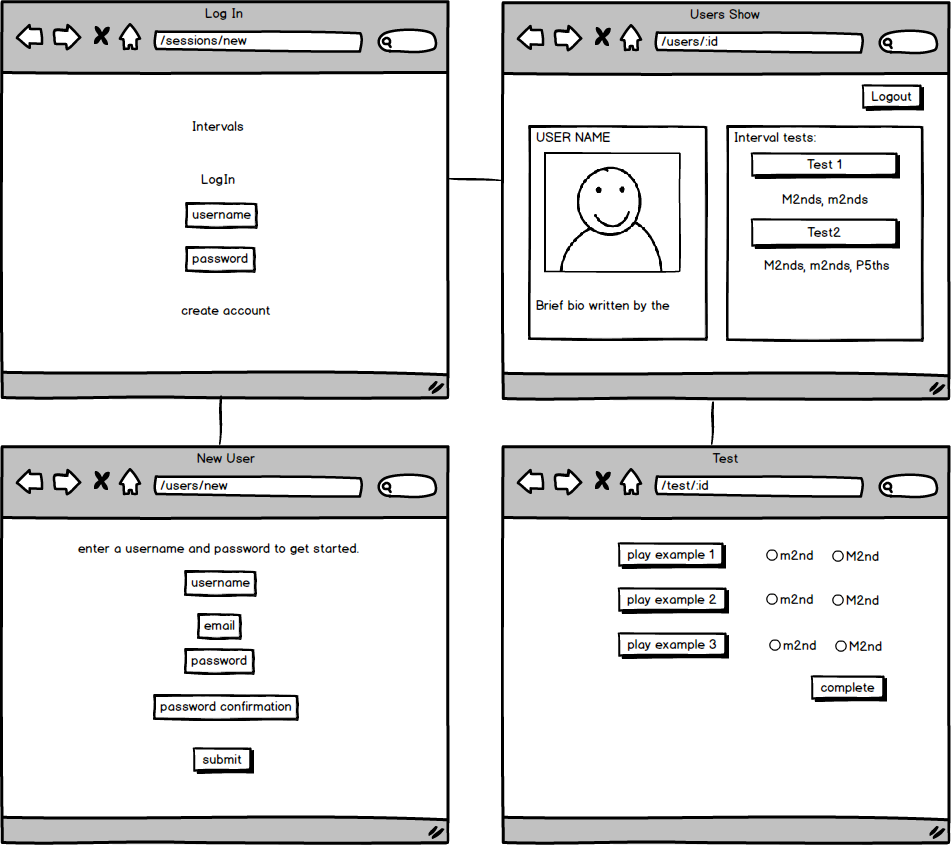 Log In
/sessions/new
Intervals
LogIn
username
password
create account
Users Show
/users/:id
Logout
USER NAME
Brief bio written by the
Interval tests:
Test 1
M2nds, m2nds
Test2
M2nds, m2nds, P5ths
New User
/users/new
enter a username and password to get started.
username
email
password
password confirmation
submit
Test
/test/:id
play example 1 m2nd M2nd
play example 2 m2nd M2nd
play example 3 m2nd M2nd
complete